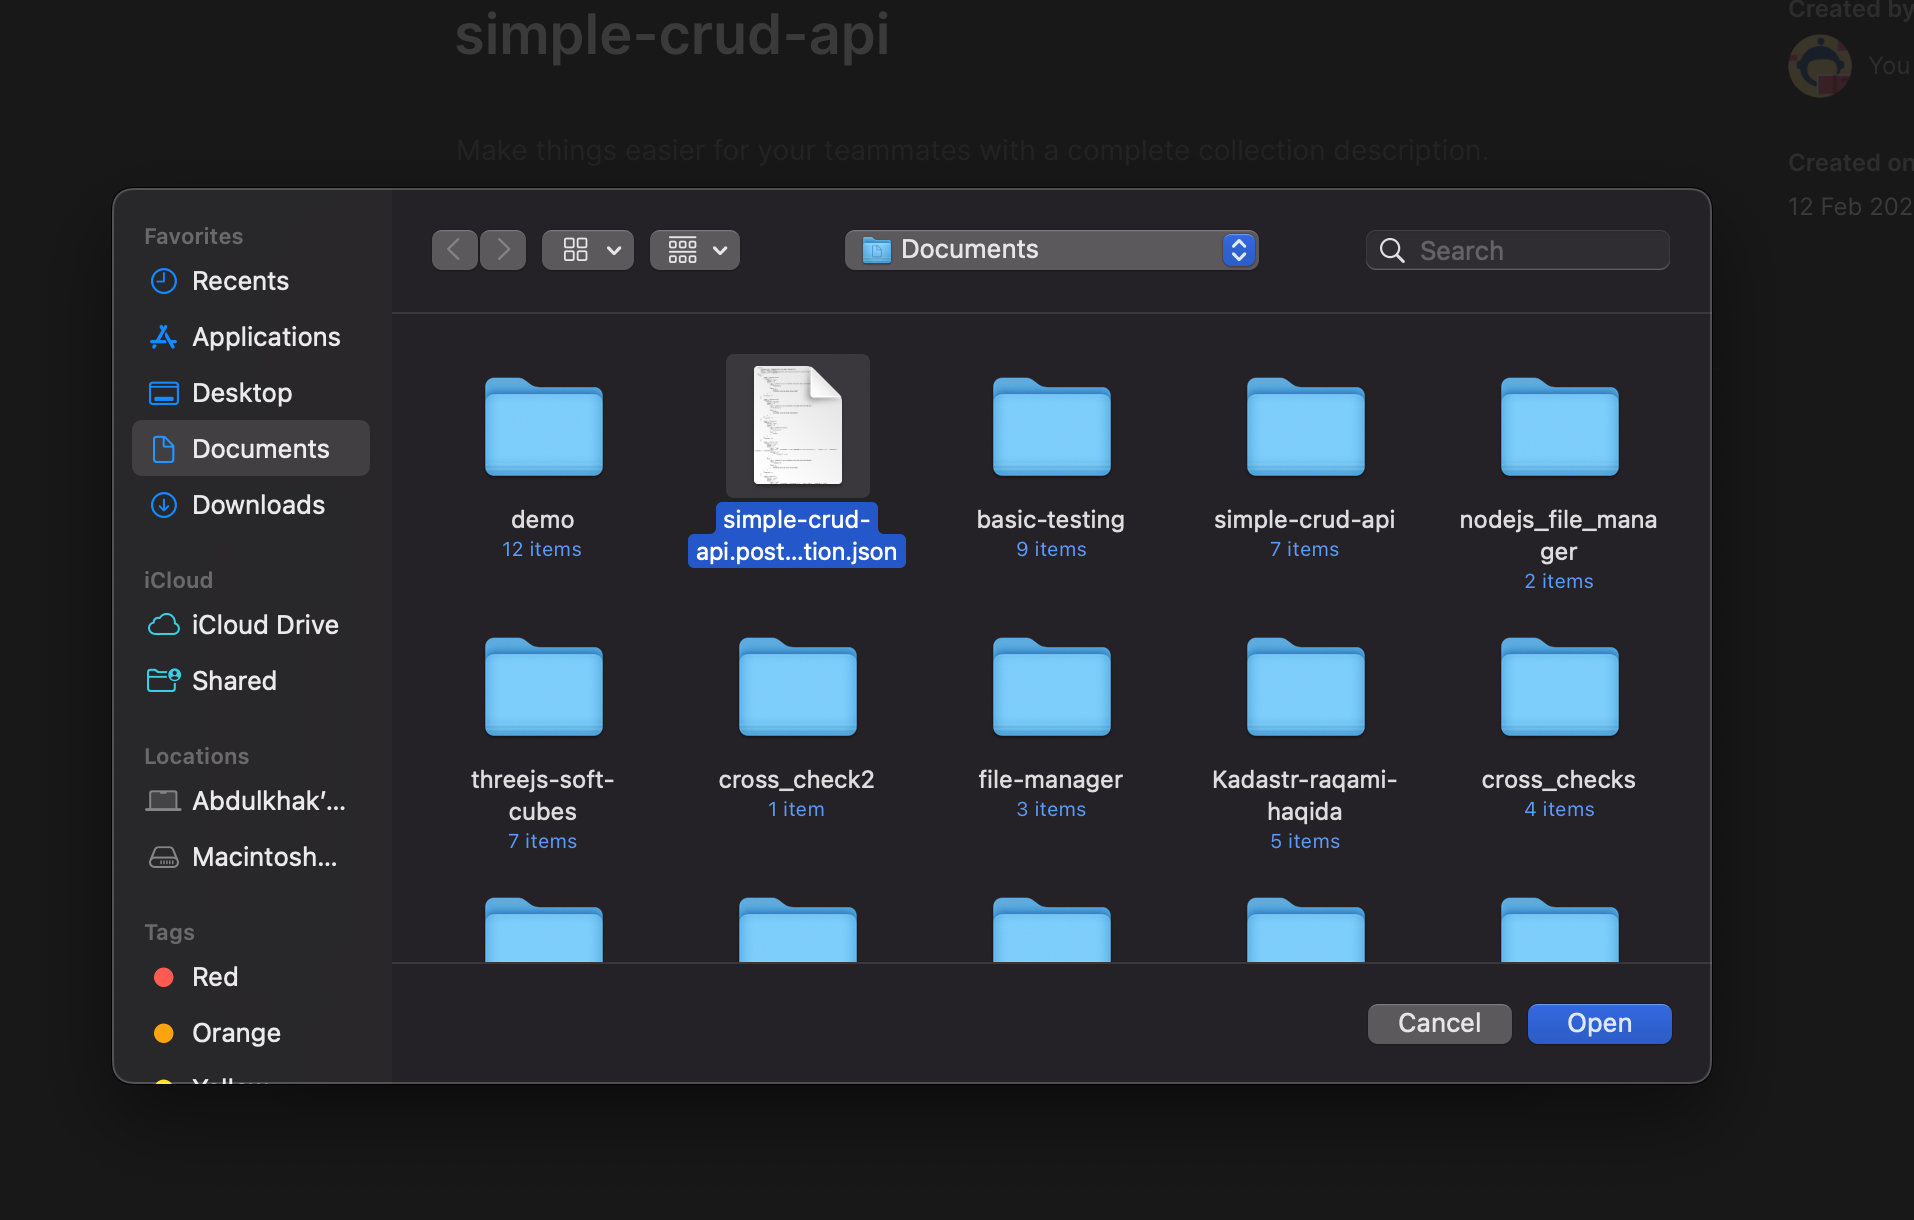 simple-crud-api
Make things easier for your teammates with a complete collection description.
Created by
You
Created on
12 Feb 202
Favorites
Recents
Applications
Desktop
Documents
Downloads
iCloud
iCloud Drive
Shared
Locations
Abdulkhak’...
Macintosh...
Tags
Red
Orange
Yellow
Documents
Search
demo
12 items
simple-crud-
api.post...tion.json
basic-testing
9 items
simple-crud-api
7 items
nodejs_file_mana
ger
2 items
threejs-soft-
cubes
7 items
cross_check2
1 item
file-manager
3 items
Kadastr-raqami-
haqida
5 items
cross_checks
4 items
Cancel
Open